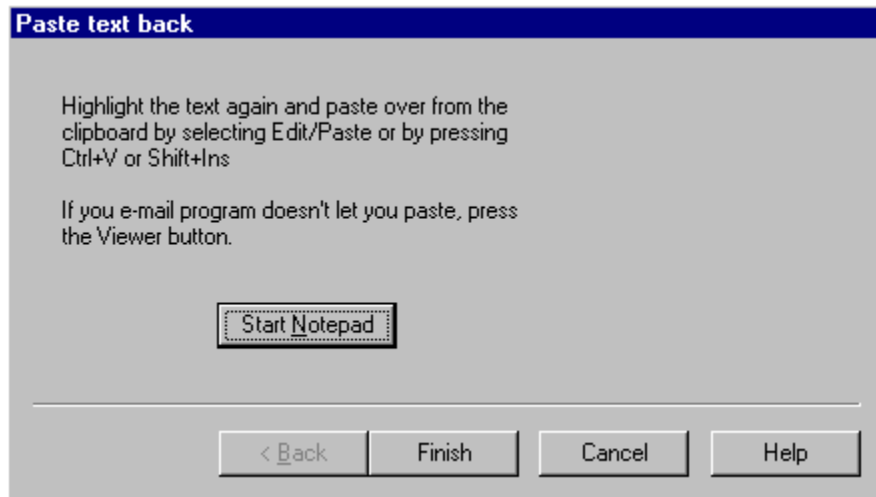 Paste text back
Highlight the text again and paste over from the
clipboard by selecting Edit/Paste or by pressing
Ctrl+V or Shift+Ins
If you e-mail program doesn't let you paste, press
the Viewer button.
Start Notepad
< Back
Finish
Cancel
Help